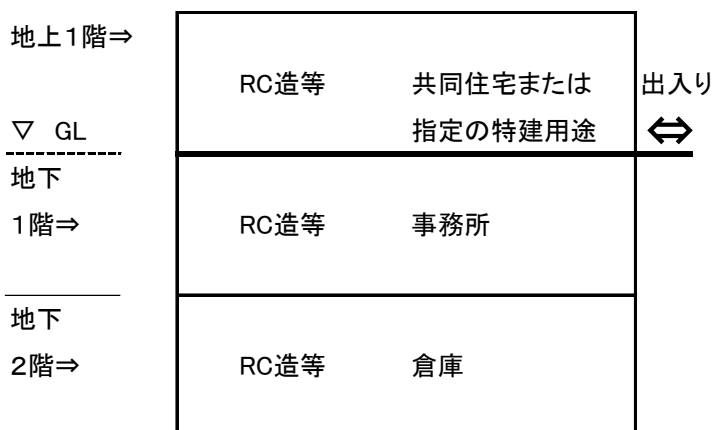 地上１階⇒
RC造等 共同住宅または 出入り
▽ GL 指定の特建用途 ⇔
地下
１階⇒ RC造等 事務所
地下
２階⇒ RC造等 倉庫